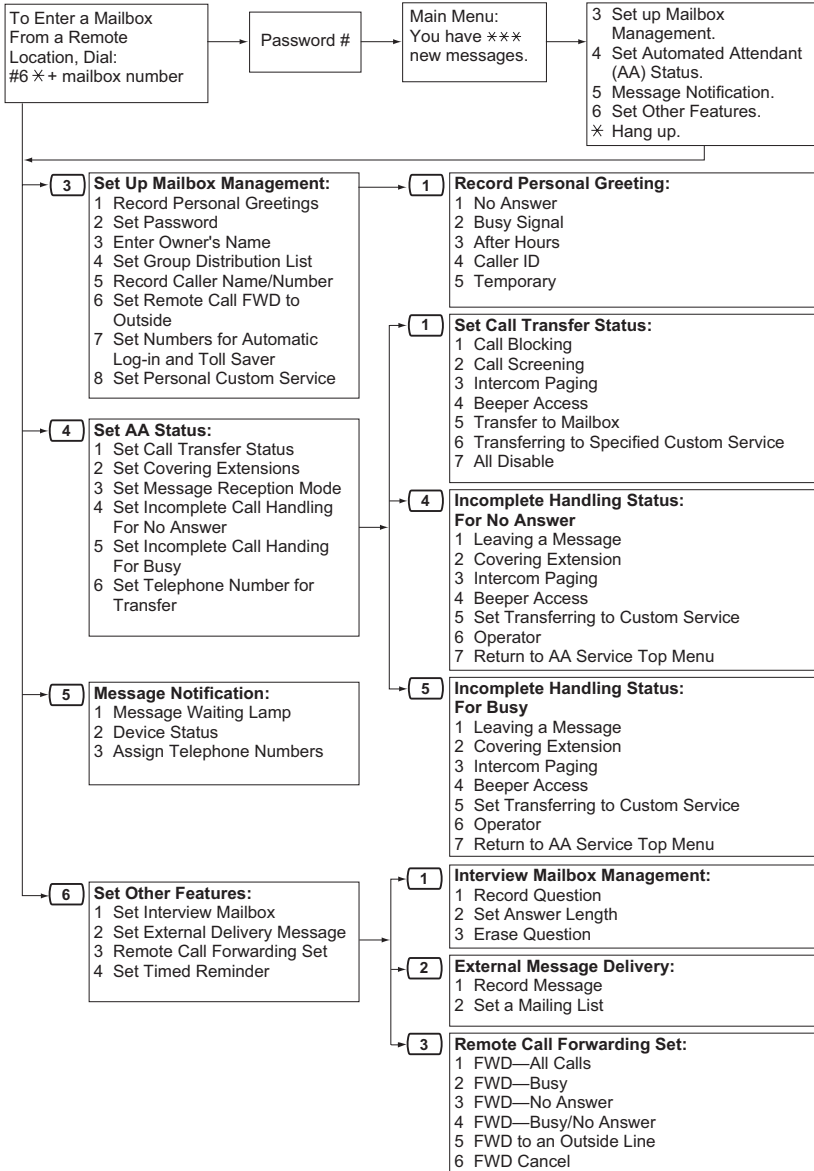 To Enter a Mailbox
From a Remote
Location, Dial:
#6 ✳ + mailbox number
Password #
Main Menu:
You have ✳✳✳
new messages.
3 Set up Mailbox
Management.
4 Set Automated Attendant
(AA) Status.
5 Message Notification.
6 Set Other Features.
✳ Hang up.
3
Set Up Mailbox Management:
1 Record Personal Greetings
2 Set Password
3 Enter Owner's Name
4 Set Group Distribution List
5 Record Caller Name/Number
6 Set Remote Call FWD to
Outside
7 Set Numbers for Automatic
Log-in and Toll Saver
8 Set Personal Custom Service
1
Record Personal Greeting:
1 No Answer
2 Busy Signal
3 After Hours
4 Caller ID
5 Temporary
4
Set AA Status:
1 Set Call Transfer Status
2 Set Covering Extensions
3 Set Message Reception Mode
4 Set Incomplete Call Handling
For No Answer
5 Set Incomplete Call Handing
For Busy
6 Set Telephone Number for
Transfer
1
Set Call Transfer Status:
1 Call Blocking
2 Call Screening
3 Intercom Paging
4 Beeper Access
5 Transfer to Mailbox
6 Transferring to Specified Custom Service
7 All Disable
4
Incomplete Handling Status:
For No Answer
1 Leaving a Message
2 Covering Extension
3 Intercom Paging
4 Beeper Access
5 Set Transferring to Custom Service
6 Operator
7 Return to AA Service Top Menu
5
Incomplete Handling Status:
For Busy
1 Leaving a Message
2 Covering Extension
3 Intercom Paging
4 Beeper Access
5 Set Transferring to Custom Service
6 Operator
7 Return to AA Service Top Menu
5
Message Notification:
1 Message Waiting Lamp
2 Device Status
3 Assign Telephone Numbers
6
Set Other Features:
1 Set Interview Mailbox
2 Set External Delivery Message
3 Remote Call Forwarding Set
4 Set Timed Reminder
1
Interview Mailbox Management:
1 Record Question
2 Set Answer Length
3 Erase Question
2
External Message Delivery:
1 Record Message
2 Set a Mailing List
3
Remote Call Forwarding Set:
1 FWD—All Calls
2 FWD—Busy
3 FWD—No Answer
4 FWD—Busy/No Answer
5 FWD to an Outside Line
6 FWD Cancel